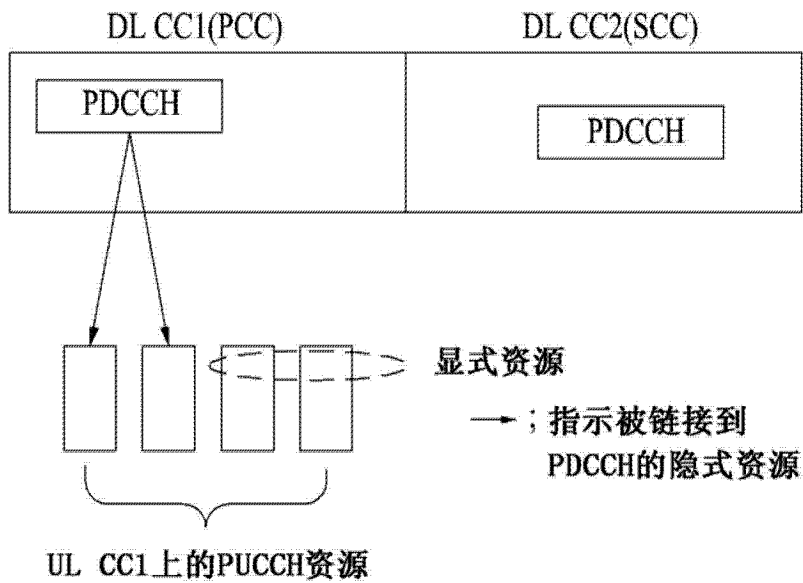 DL CC1(PCC)
DL CC2(SCC)
PDCCH
PDCCH
显式资源
→；指示被链接到
PDCCH的隐式资源
UL CC1上的PUCCH资源